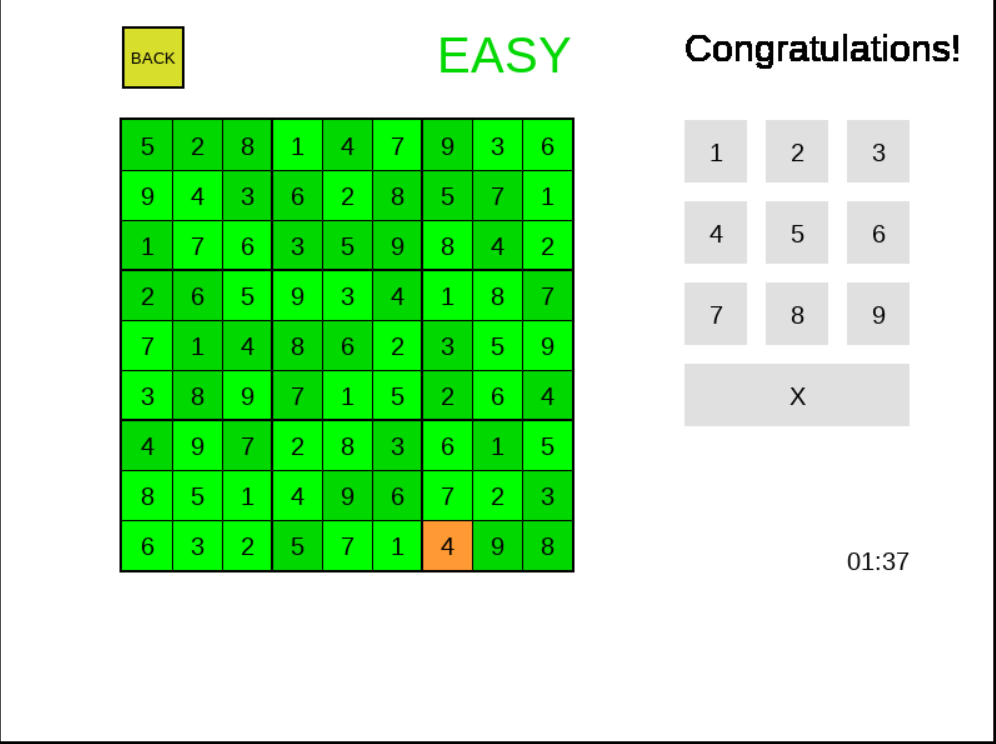 BACK
EASY
Congratulations!
5 2 8 1 4 7 9 3 6
9 4 3 6 2 8 5 7 1
1 7 6 3 5 9 8 4 2
2 6 5 9 3 4 1 8 7
7 1 4 8 6 2 3 5 9
3 8 9 7 1 5 2 6 4
4 9 7 2 8 3 6 1 5
8 5 1 4 9 6 7 2 3
6 3 2 5 7 1 4 9 8
1 2 3
4 5 6
7 8 9
X
01:37